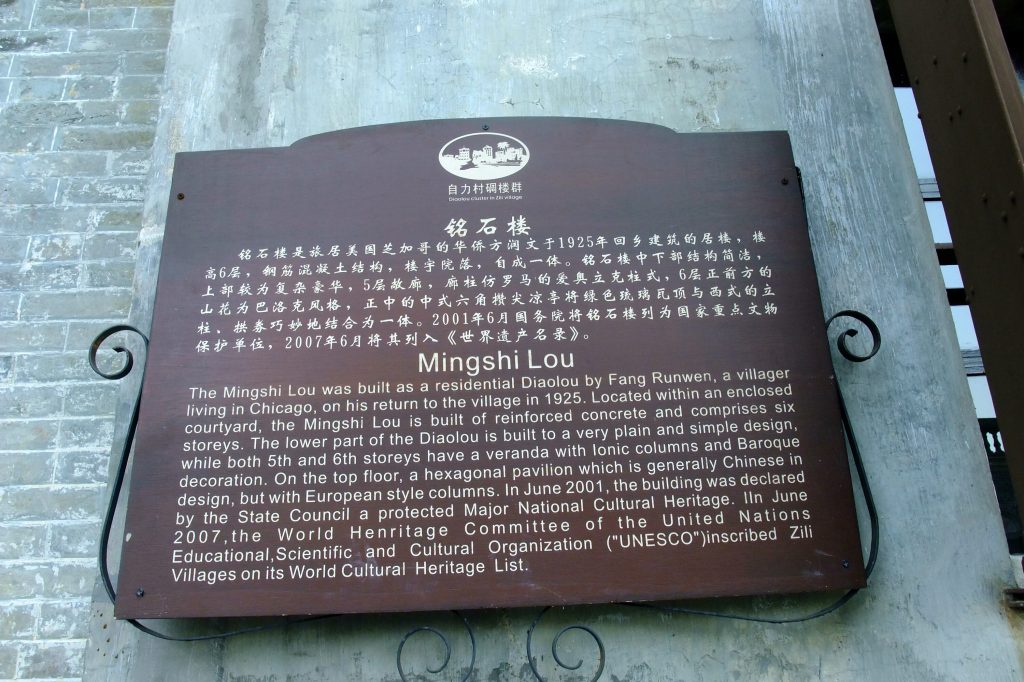 自力村碉楼群
Diaolou cluster in Zili village
铭石楼
铭石楼是旅居美国芝加哥的华侨方润文于1925年回乡建筑的居楼，楼
高6层，钢筋混凝土结构，楼宇院落，自成一体。铭石楼中下部结构简洁，
上部较为复杂豪华，5层敞廊，廊柱仿罗马的爱奥立克柱式，6层正前方的
山花为巴洛克风格，正中的中式六角攒尖凉亭将绿色琉璃瓦顶与西式的立
柱、拱券巧妙地结合为一体。2001年6月国务院将铭石楼列为国家重点文物
保护单位，2007年6月将其列入《世界遗产名录》。
Mingshi Lou
The Mingshi Lou was built as a residential Diaolou by Fang Runwen, a villager
living in Chicago, on his return to the village in 1925. Located within an enclosed
courtyard, the Mingshi Lou is built of reinforced concrete and comprises six
storeys. The lower part of the Diaolou is built to a very plain and simple design,
while both 5th and 6th storeys have a veranda with Ionic columns and Baroque
decoration. On the top floor, a hexagonal pavilion which is generally Chinese in
design, but with European style columns. In June 2001, the building was declared
by the State Council a protected Major National Cultural Heritage. IIn June
2007,the World Henritage Committee of the United Nations
Educational,Scientific and Cultural Organization ("UNESCO")inscribed Zili
Villages on its World Cultural Heritage List.